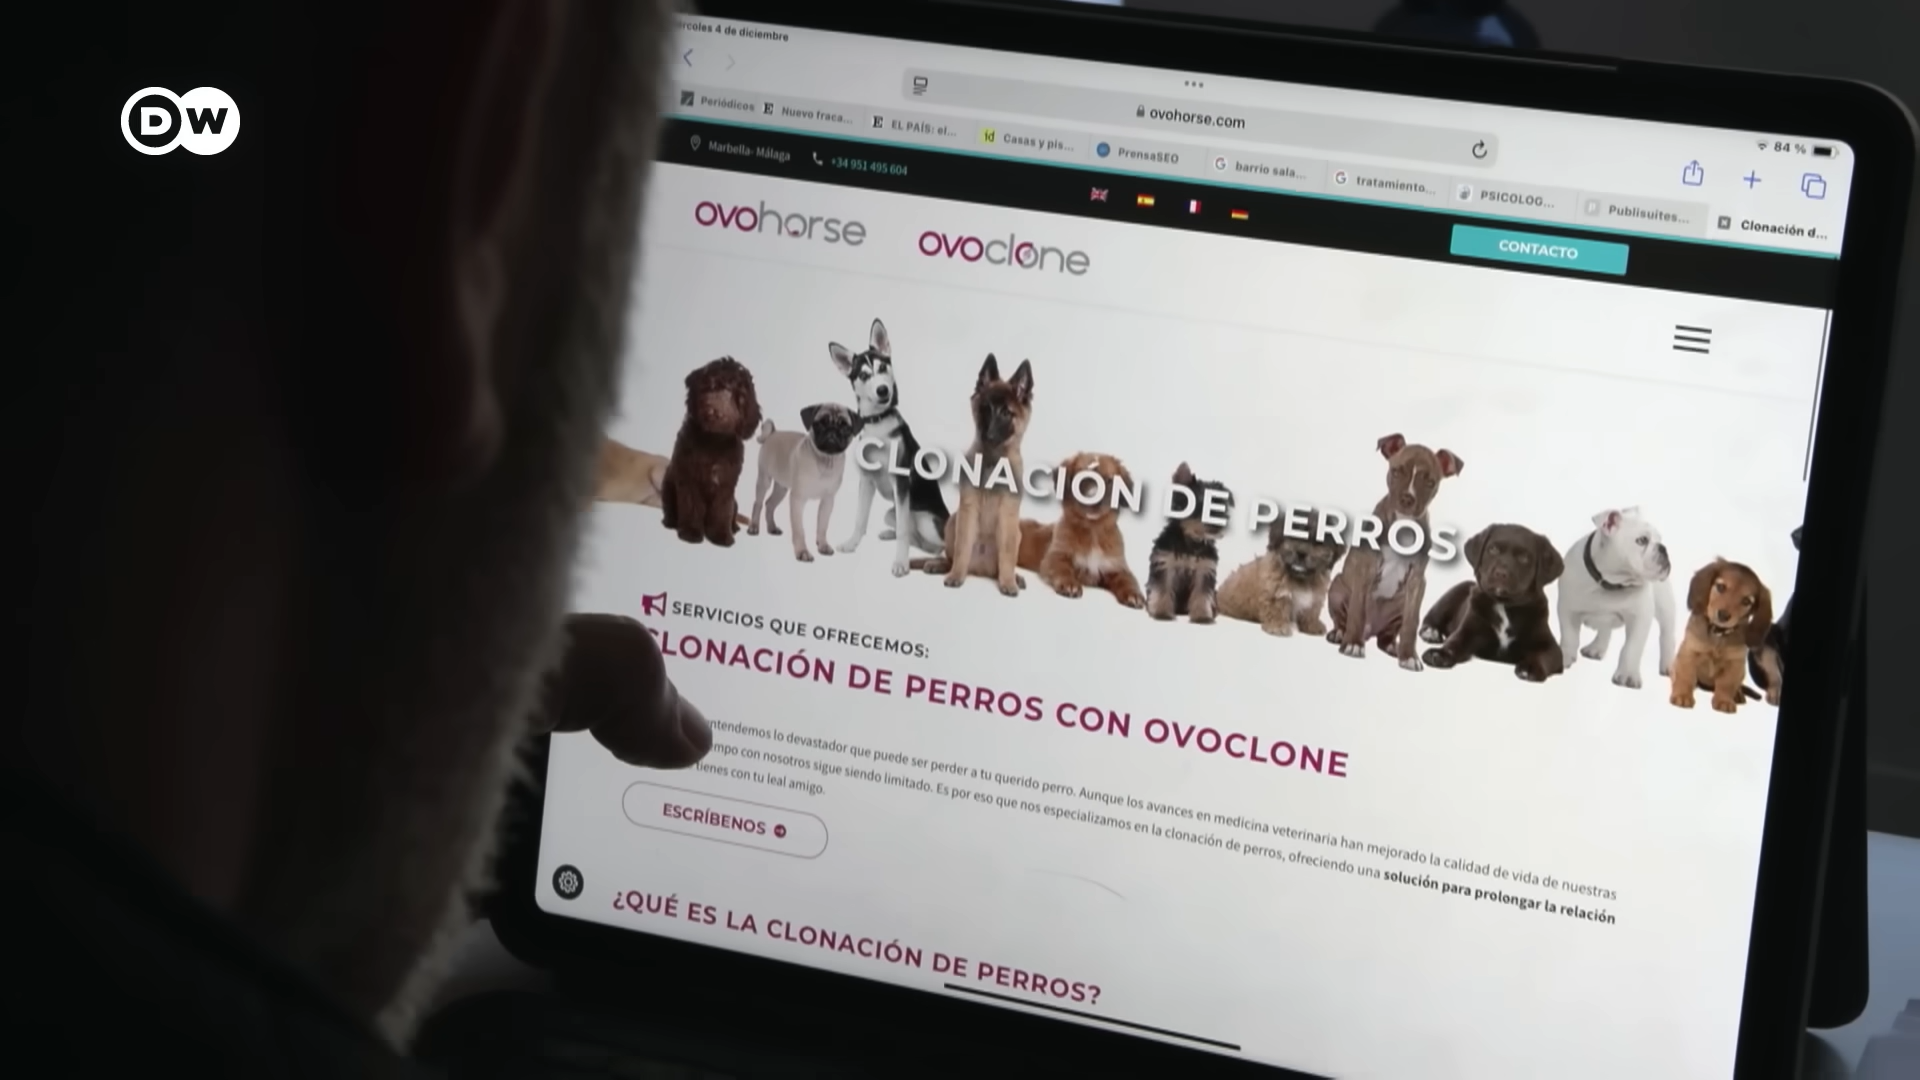 DW
rcoles 4 de diciembre
84 %
ovohorse.com
Periódicos
Nuevo fraca...
EL PAÍS: el...
Casas y pis...
PrensaSEO
barrio sala...
tratamiento...
PSICOLOG...
Publisuites...
Clonación d...
Marbella- Málaga
+34 951 495 604
CONTACTO
ovohorse
ovoclone
CLONACIÓN DE PERROS
SERVICIOS QUE OFRECEMOS:
CLONACIÓN DE PERROS CON OVOCLONE
ntendemos lo devastador que puede ser perder a tu querido perro. Aunque los avances en medicina veterinaria han mejorado la calidad de vida de nuestras
mpo con nosotros sigue siendo limitado. Es por eso que nos especializamos en la clonación de perros, ofreciendo una solución para prolongar la relación
tienes con tu leal amigo.
ESCRÍBENOS
¿QUÉ ES LA CLONACIÓN DE PERROS?